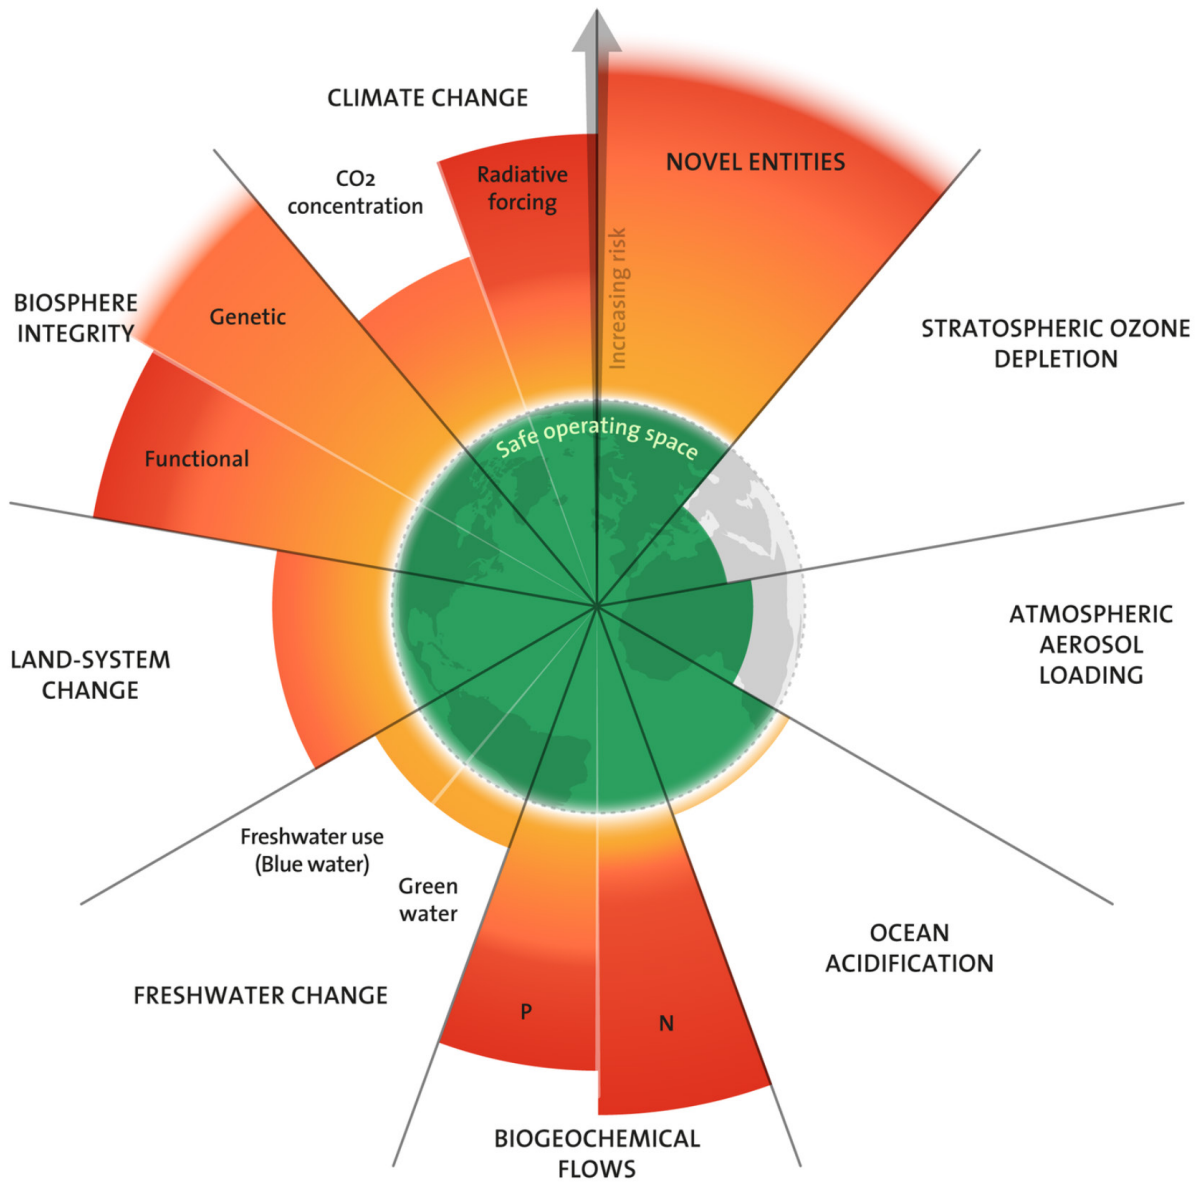 CLIMATE CHANGE
CO2
concentration
Radiative
forcing
NOVEL ENTITIES
Increasing risk
STRATOSPHERIC OZONE
DEPLETION
BIOSPHERE
INTEGRITY
Genetic
Functional
Safe operating space
ATMOSPHERIC
AEROSOL
LOADING
LAND-SYSTEM
CHANGE
Freshwater use
(Blue water)
Green
water
FRESHWATER CHANGE
P
N
OCEAN
ACIDIFICATION
BIOGEOCHEMICAL
FLOWS